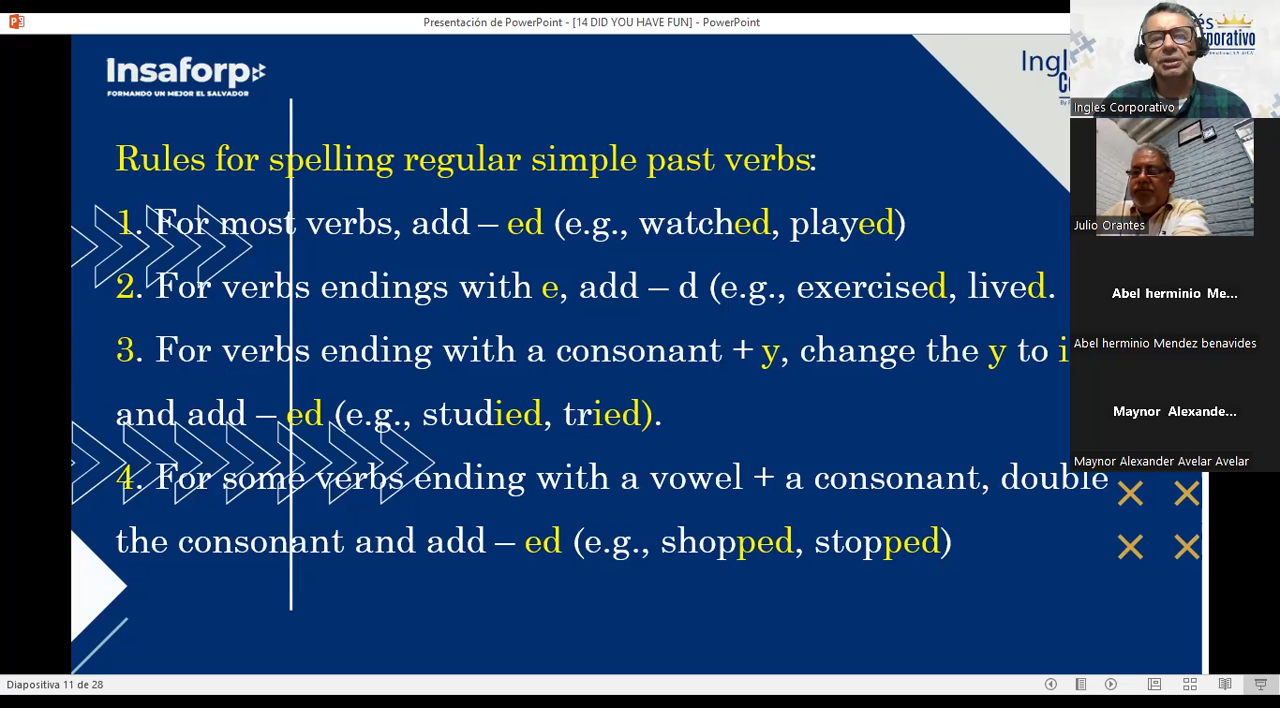 Presentación de PowerPoint - [14 DID YOU HAVE FUN] - PowerPoint
Insaforp
FORMANDO UN MEJOR EL SALVADOR
Rules for spelling regular simple past verbs:
1. For most verbs, add – ed (e.g., watched, played)
2. For verbs endings with e, add – d (e.g., exercised, lived.
3. For verbs ending with a consonant + y, change the y to i
and add – ed (e.g., studied, tried).
4. For some verbs ending with a vowel + a consonant, double
the consonant and add – ed (e.g., shopped, stopped)
Ingles Corporativo
Julio Orantes
Abel herminio Me...
Abel herminio Mendez benavides
Maynor Alexande...
Maynor Alexander Avelar Avelar
Diapositiva 11 de 28